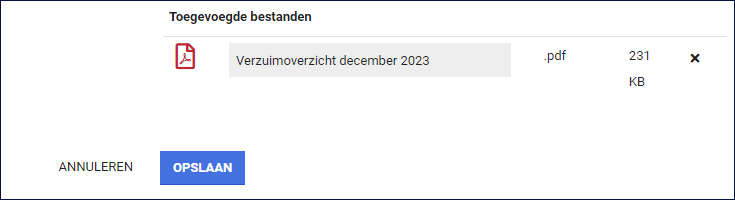 Toegevoegde bestanden
Verzuimoverzicht december 2023 .pdf 231
KB
ANNULEREN OPSLAAN